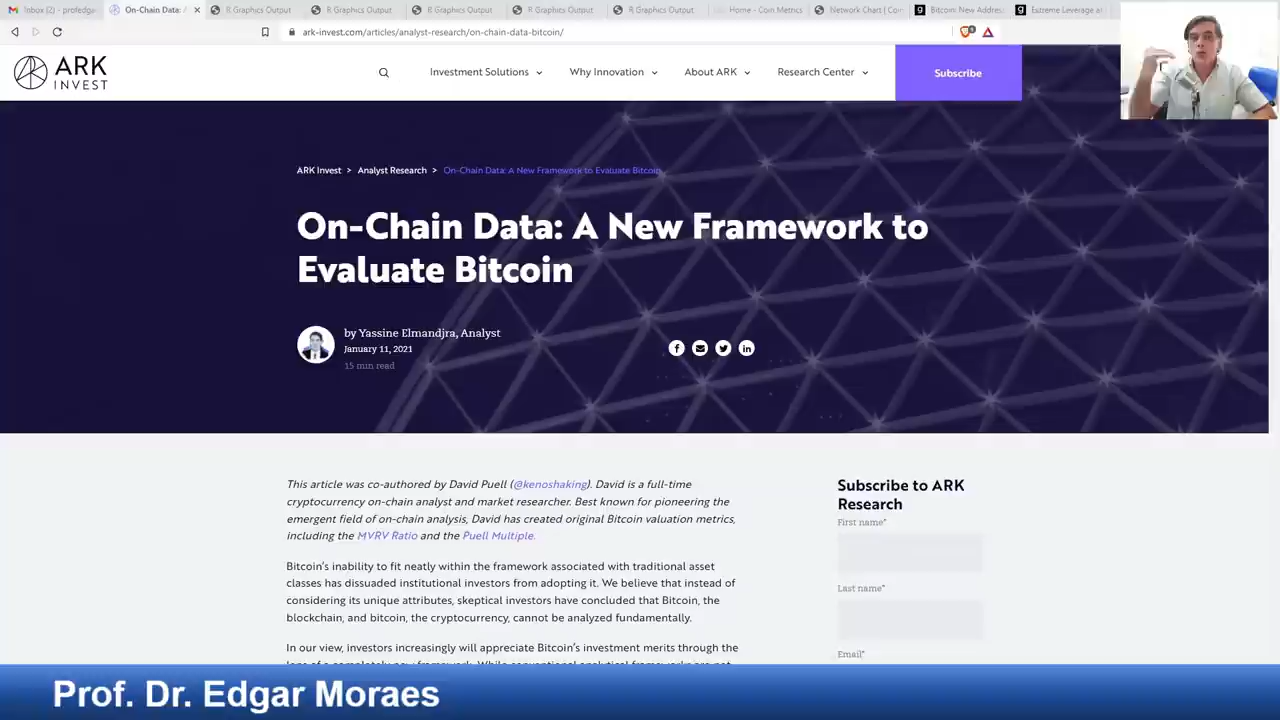 Inbox (2) - profedga
On-Chain Data: A
R Graphics Output
R Graphics Output
R Graphics Output
R Graphics Output
R Graphics Output
Home - Coin Metrics
Network Chart | Coi
Bitcoin: New Addres
Extreme Leverage a
ark-invest.com/articles/analyst-research/on-chain-data-bitcoin/
ARK
INVEST
Investment Solutions
Why Innovation
About ARK
Research Center
Subscribe
ARK Invest > Analyst Research > On-Chain Data: A New Framework to Evaluate Bitcoin
On-Chain Data: A New Framework to
Evaluate Bitcoin
by Yassine Elmandjra, Analyst
January 11, 2021
15 min read
This article was co-authored by David Puell (@kenoshaking). David is a full-time
cryptocurrency on-chain analyst and market researcher. Best known for pioneering the
emergent field of on-chain analysis, David has created original Bitcoin valuation metrics,
including the MVRV Ratio and the Puell Multiple.
Bitcoin's inability to fit neatly within the framework associated with traditional asset
classes has dissuaded institutional investors from adopting it. We believe that instead of
considering its unique attributes, skeptical investors have concluded that Bitcoin, the
blockchain, and bitcoin, the cryptocurrency, cannot be analyzed fundamentally.
In our view, investors increasingly will appreciate Bitcoin's investment merits through the
Subscribe to ARK
Research
First name*
Last name*
Email*
Prof. Dr. Edgar Moraes